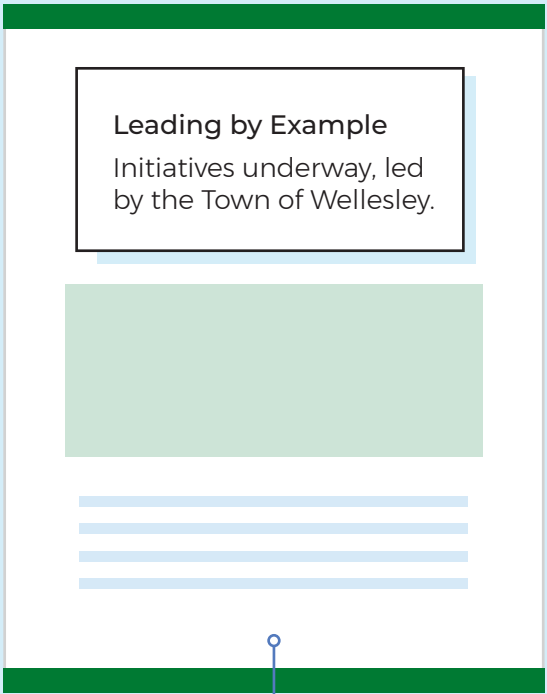 Leading by Example
Initiatives underway, led
by the Town of Wellesley.